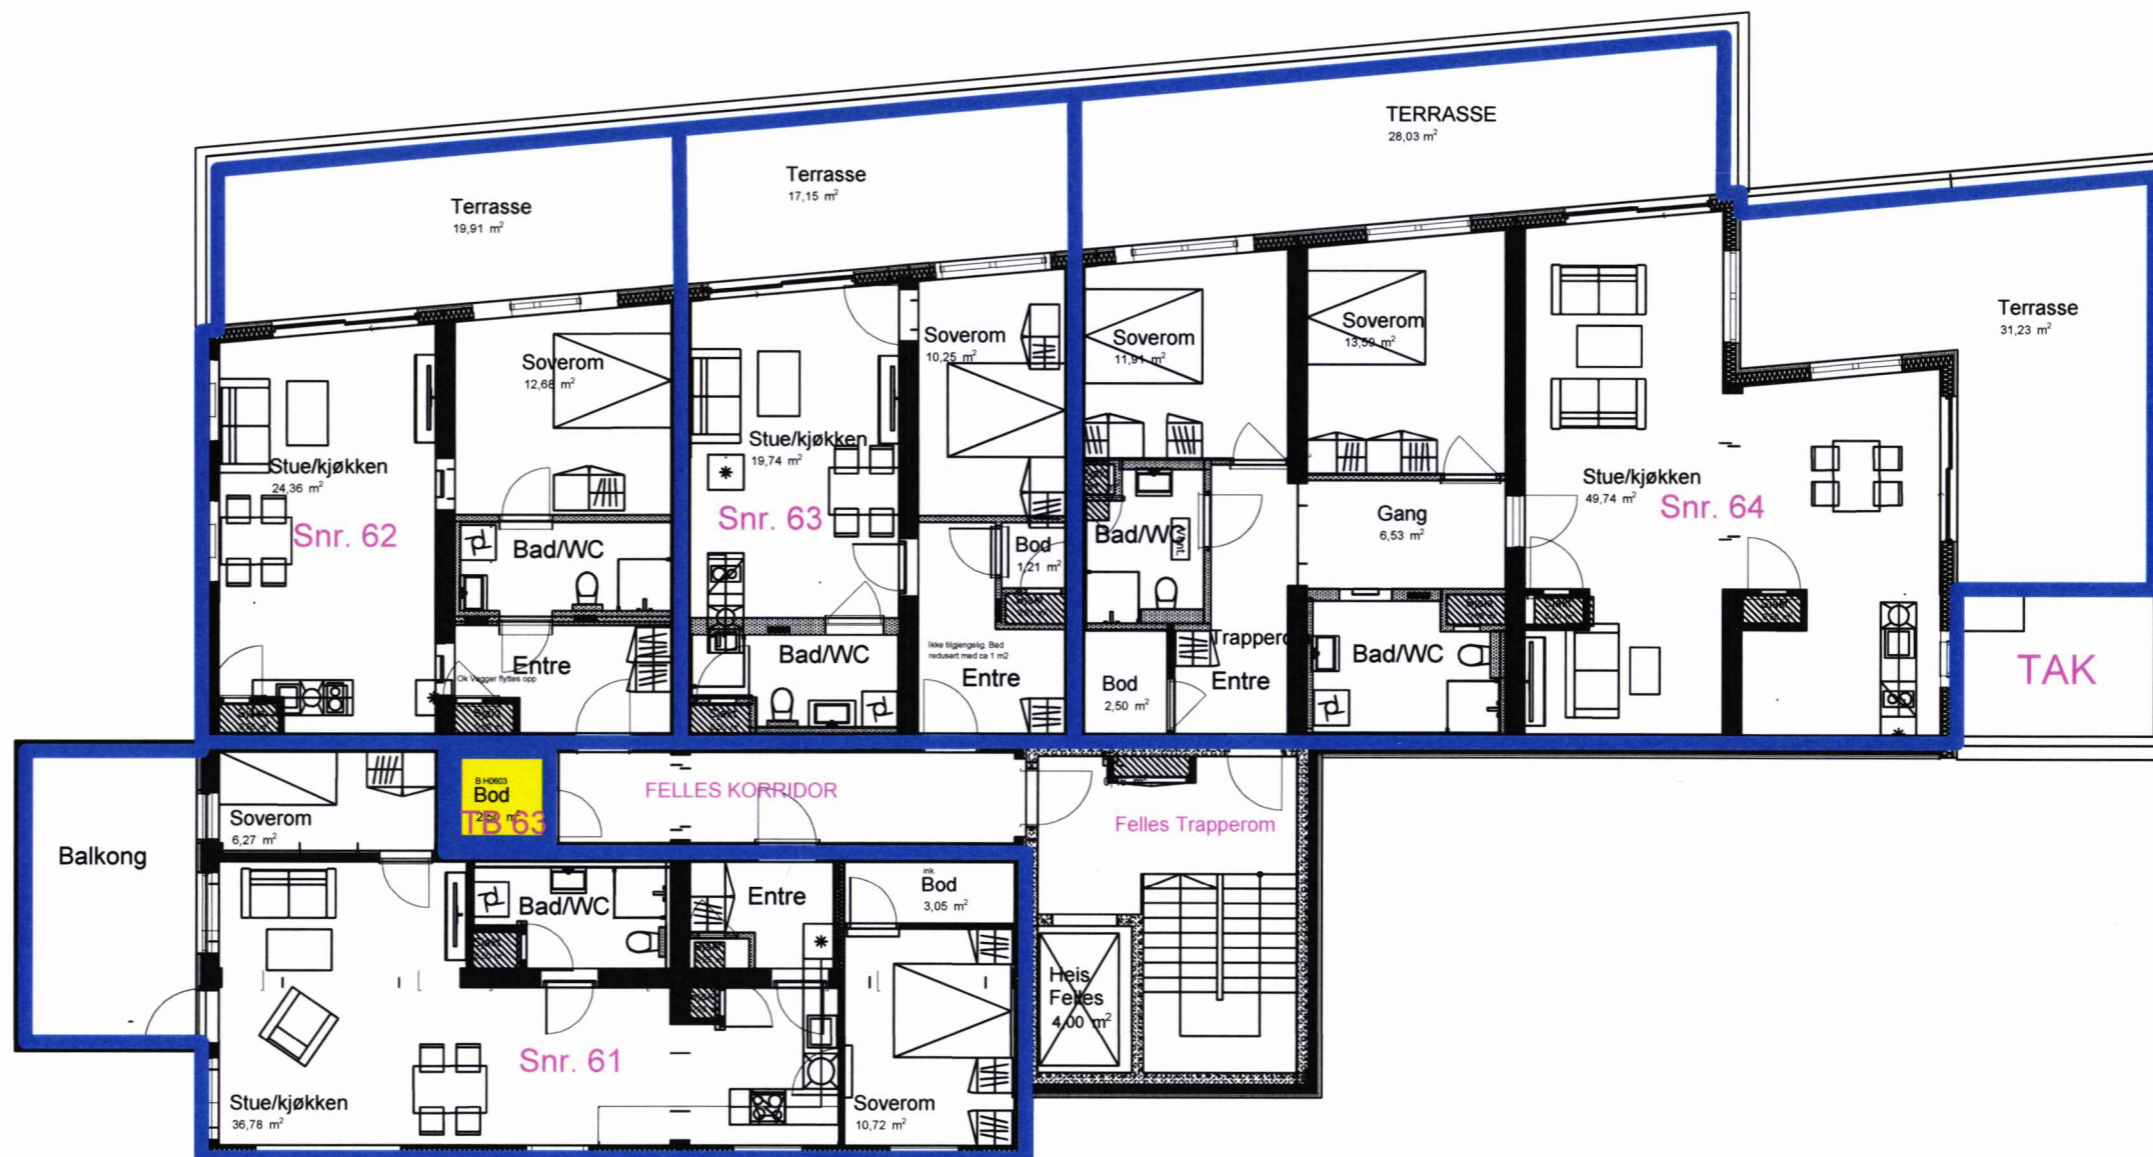 TERRASSE
28,03 m²
Terrasse
17,15 m²
Terrasse
19,91 m²
Terrasse
31,23 m²
Soverom
12,68 m²
Soverom
10,25 m²
Soverom
11,91 m²
Soverom
13,59 m²
Stue/kjøkken
24,36 m²
Snr. 62
Stue/kjøkken
19,74 m²
Snr. 63
Stue/kjøkken
49,74 m²
Snr. 64
Gang
6,53 m²
Bad/WC
Bod
1,21 m²
Bad/WC
Vent.
Entre
Ok Vegger flyttes opp
Bad/WC
Ikke tilgjengelig. Bad
redusert med ca 1 m2
Entre
Bod
2,50 m²
Entre
Bad/WC
TAK
B H0603
Bod
2,50 m²
TB 63
FELLES KORRIDOR
Felles Trapperom
Soverom
6,27 m²
Balkong
Bad/WC
Entre
Bod
3,05 m²
Heis
Felles
4,00 m²
Snr. 61
Stue/kjøkken
36,78 m²
Soverom
10,72 m²